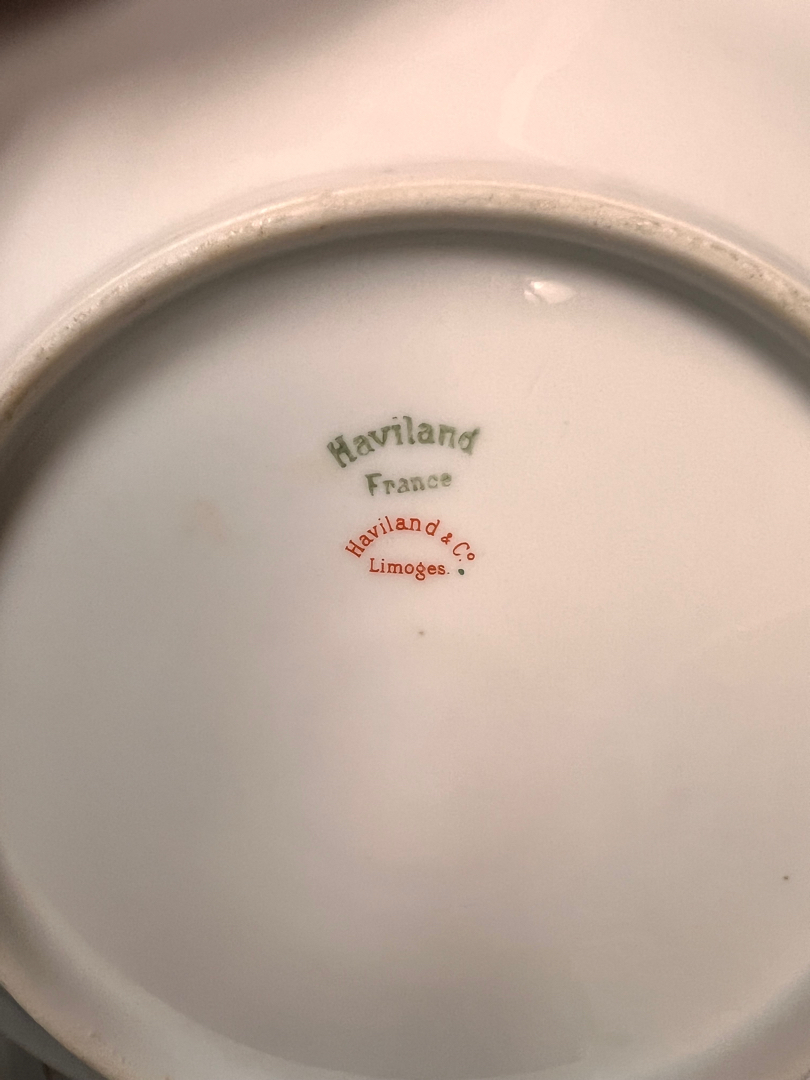 Haviland
France
Haviland & Co.
Limoges.